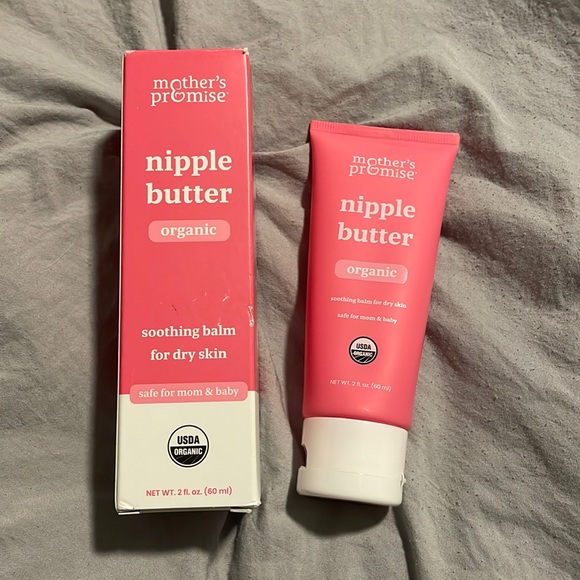 mother's
promise
nipple
butter
organic
soothing balm
for dry skin
safe for mom & baby
USDA
ORGANIC
NET WT. 2 fl. oz. (60 ml)
mother's
promise
nipple
butter
organic
soothing balm for dry skin
safe for mom & baby
USDA
ORGANIC
NET WT. 2 fl. oz. (60 ml)